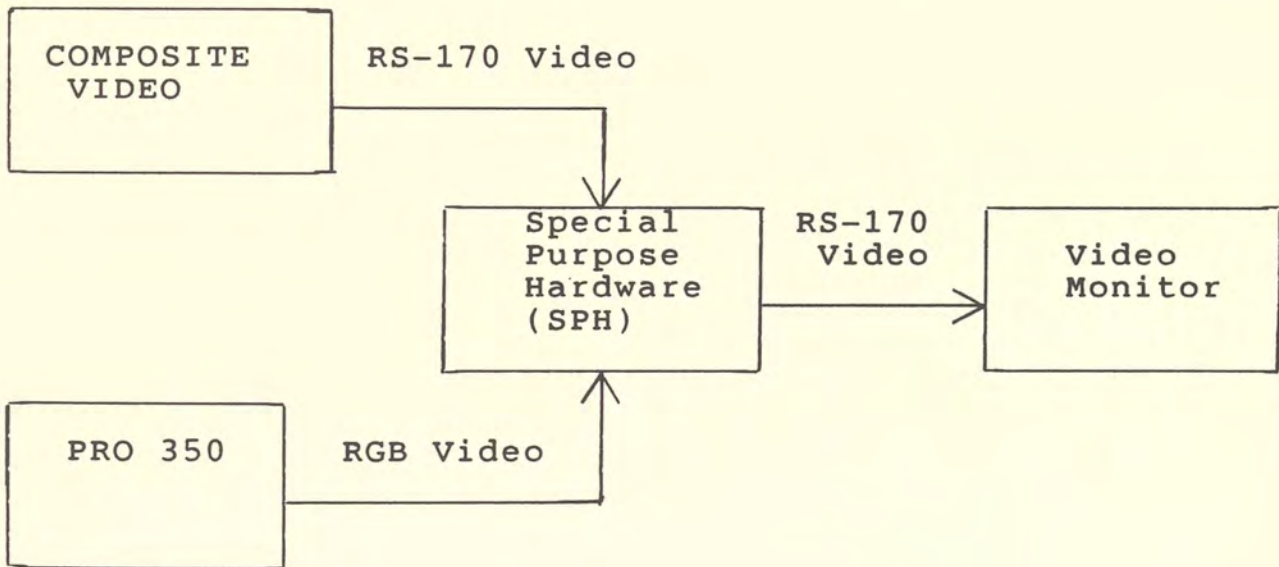 COMPOSITE
VIDEO
RS-170 Video
Special
Purpose
Hardware
(SPH)
RS-170
Video
Video
Monitor
PRO 350
RGB Video